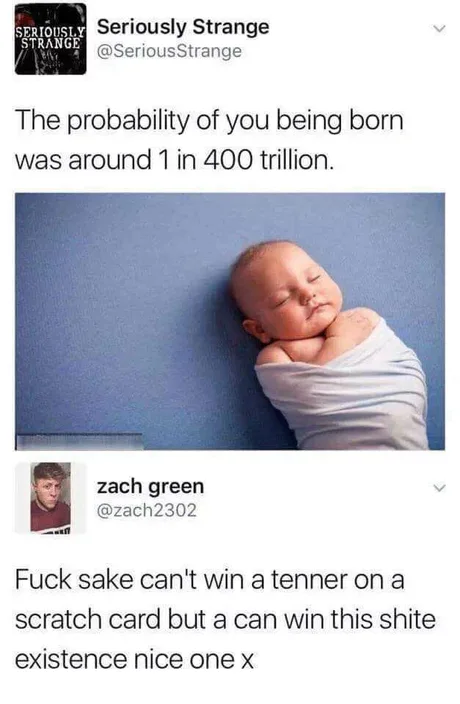 SERIOUSLY
STRANGE
Seriously Strange
@SeriousStrange
The probability of you being born
was around 1 in 400 trillion.
zach green
@zach2302
Fuck sake can't win a tenner on a
scratch card but a can win this shite
existence nice one x